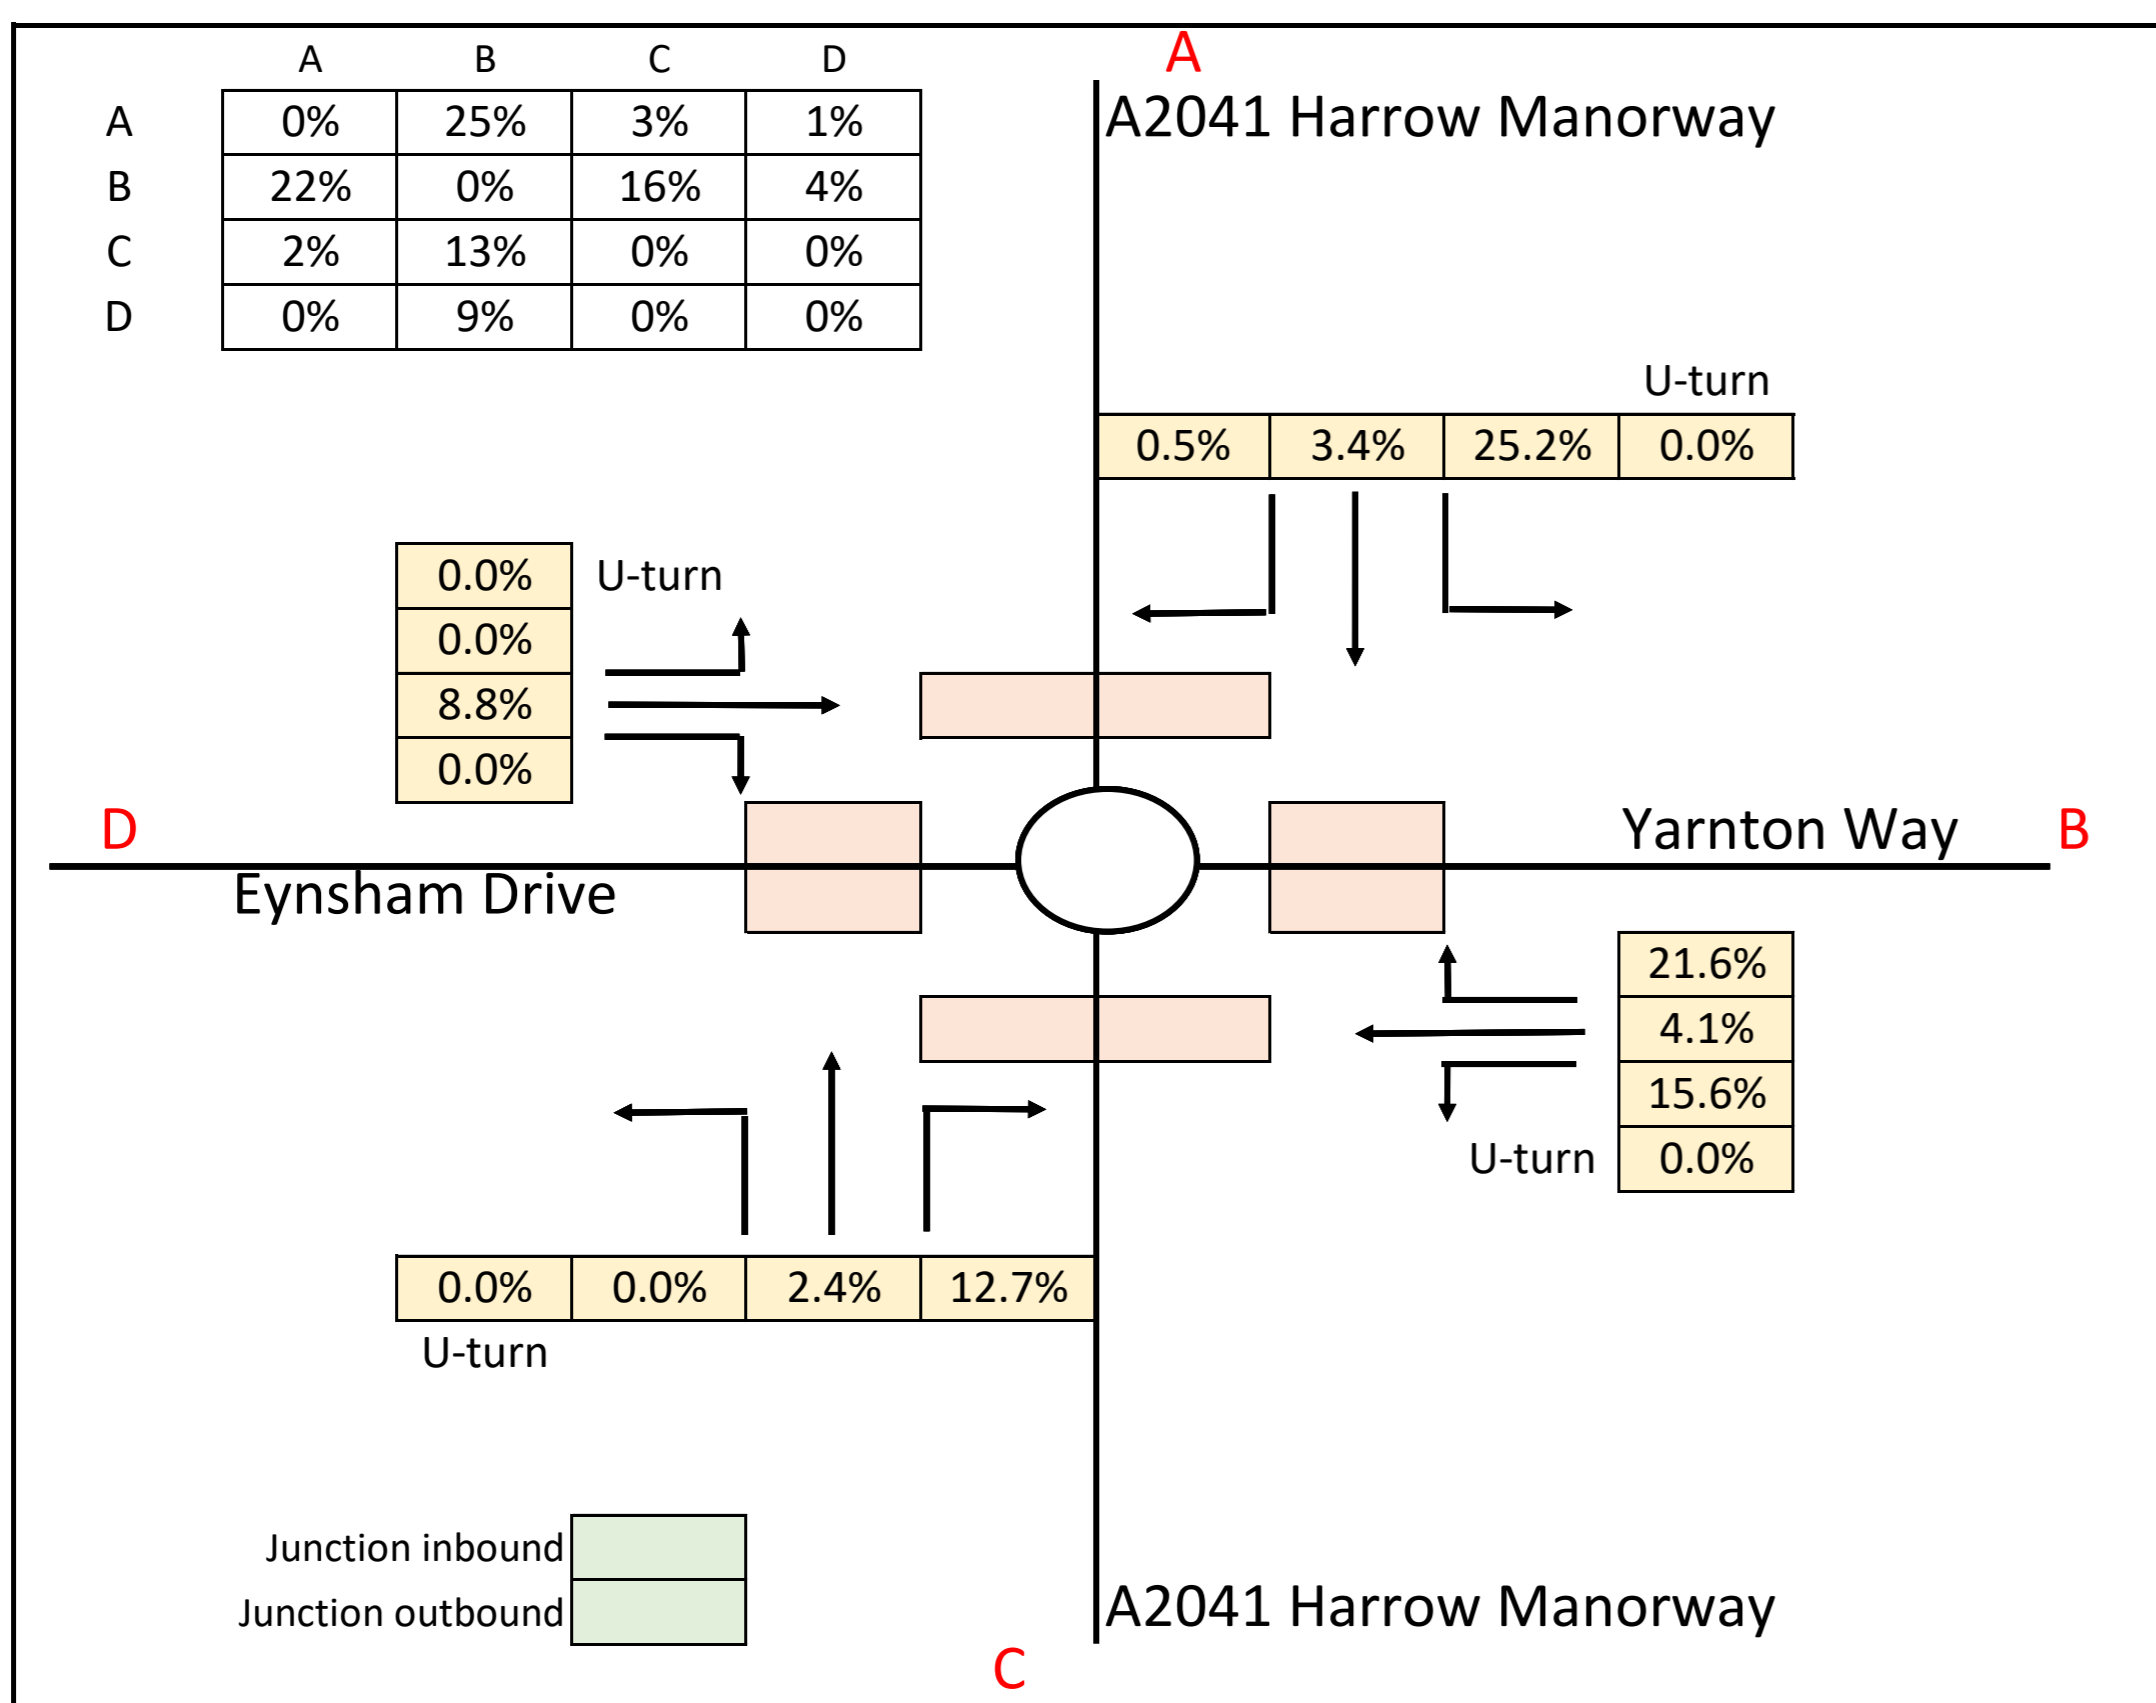 A B C D
A 0% 25% 3% 1%
B 22% 0% 16% 4%
C 2% 13% 0% 0%
D 0% 9% 0% 0%
A
A2041 Harrow Manorway
U-turn
0.5% 3.4% 25.2% 0.0%
0.0% U-turn
0.0%
8.8%
0.0%
D
Eynsham Drive
Yarnton Way B
21.6%
4.1%
15.6%
U-turn 0.0%
0.0% 0.0% 2.4% 12.7%
U-turn
Junction inbound
Junction outbound
A2041 Harrow Manorway
C